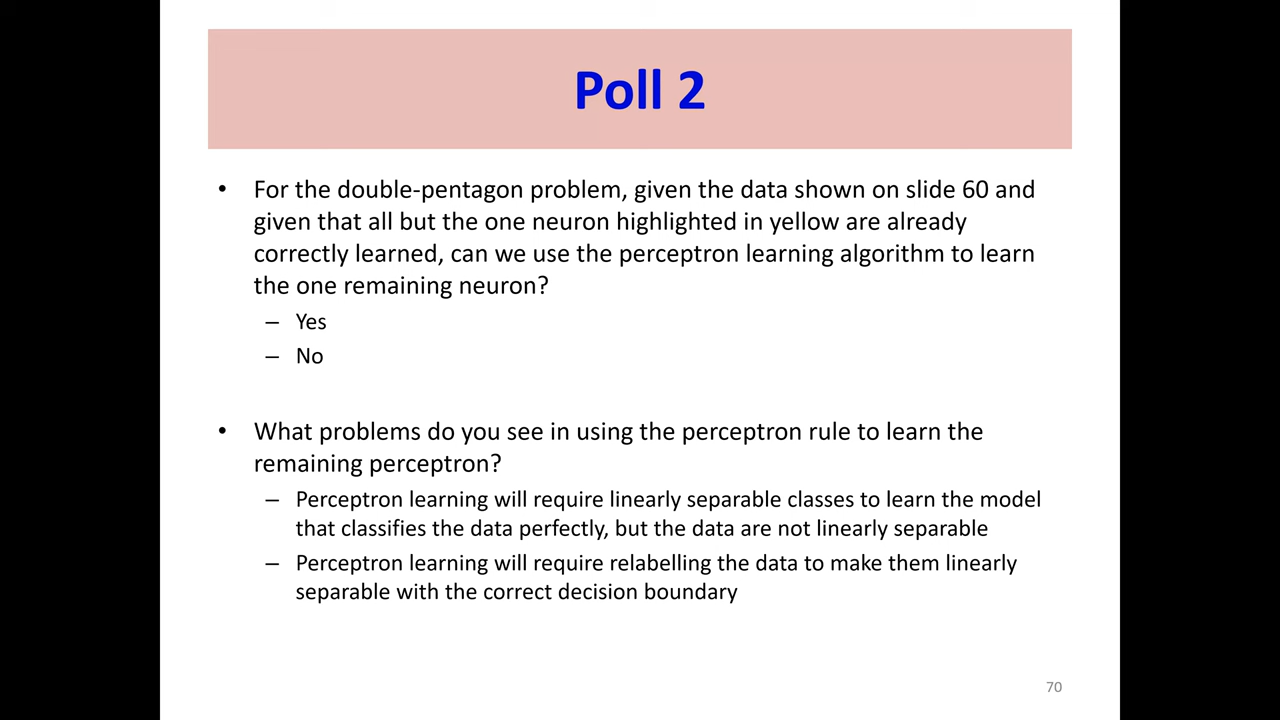 Poll 2
• For the double-pentagon problem, given the data shown on slide 60 and
given that all but the one neuron highlighted in yellow are already
correctly learned, can we use the perceptron learning algorithm to learn
the one remaining neuron?
– Yes
– No
• What problems do you see in using the perceptron rule to learn the
remaining perceptron?
– Perceptron learning will require linearly separable classes to learn the model
that classifies the data perfectly, but the data are not linearly separable
– Perceptron learning will require relabelling the data to make them linearly
separable with the correct decision boundary
70